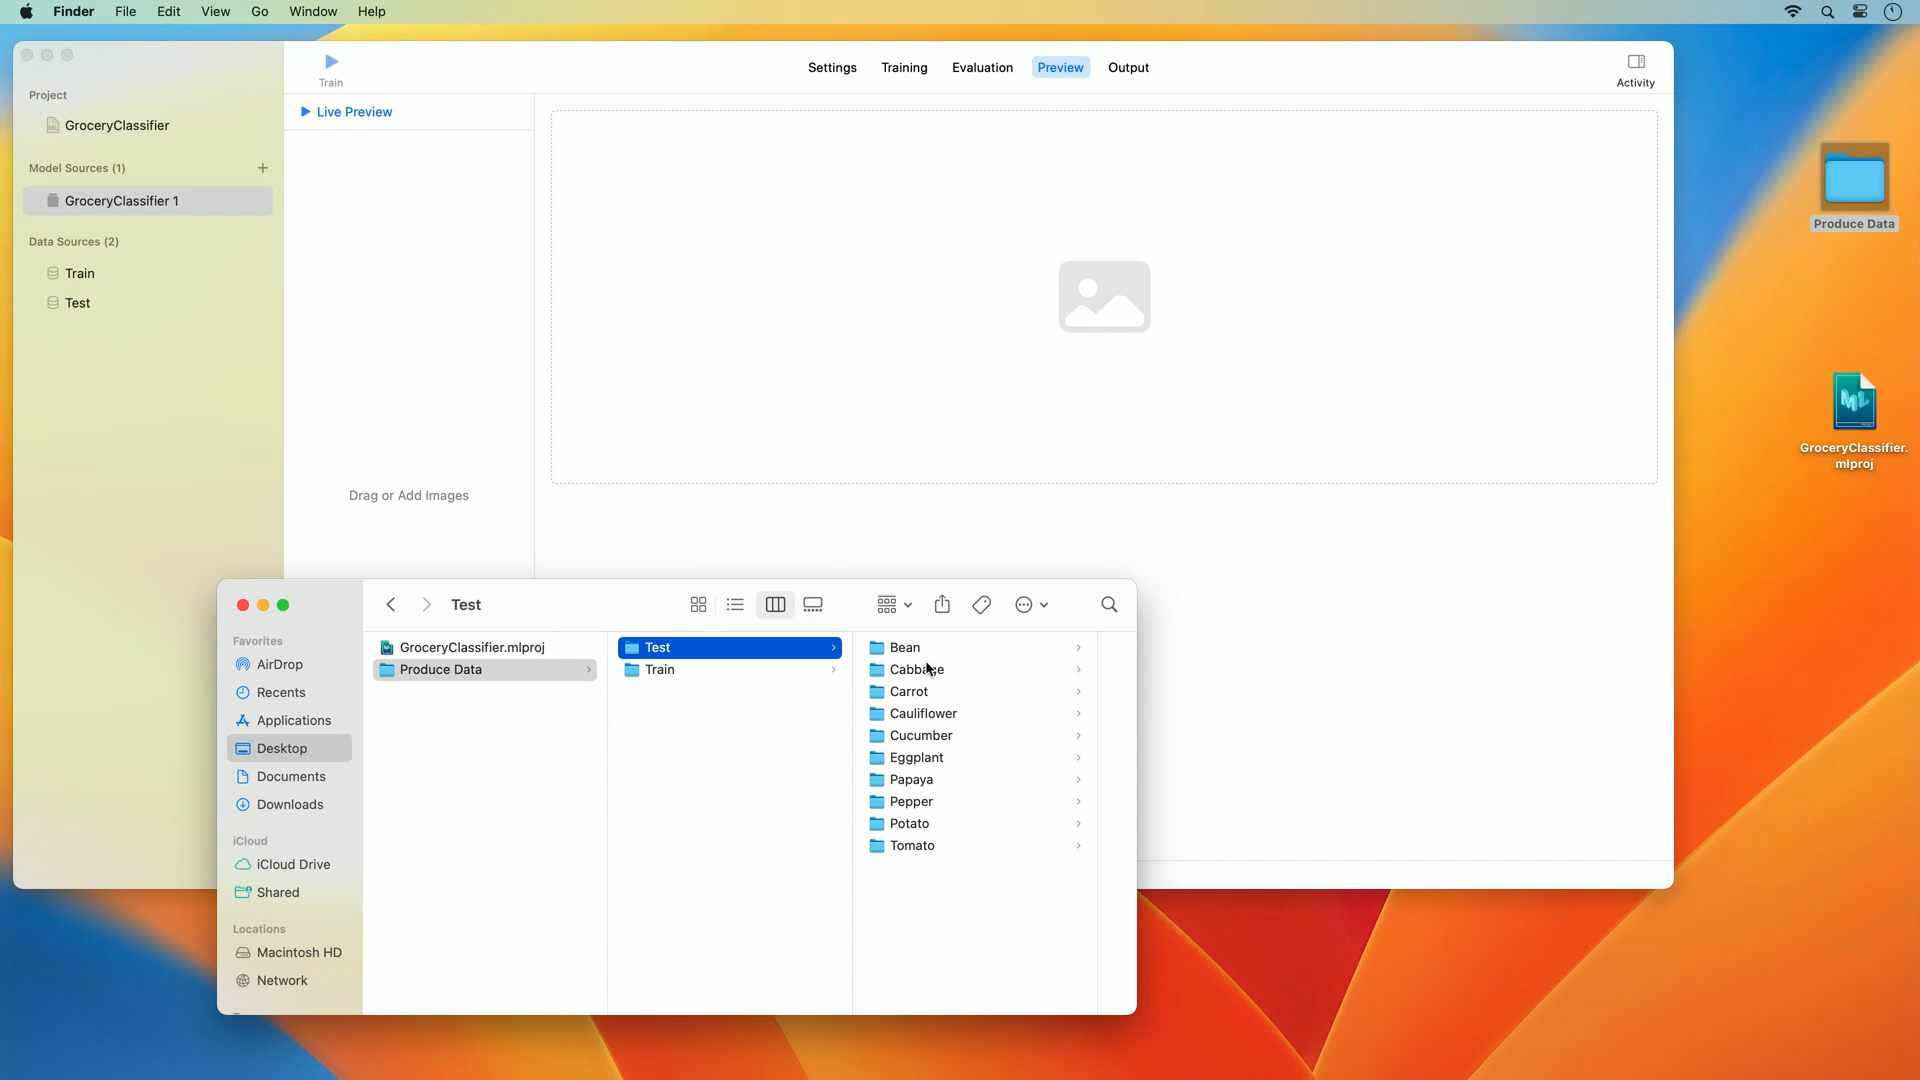 Finder File Edit View Go Window Help
Train
Settings Training Evaluation Preview Output
Activity
Project
GroceryClassifier
Model Sources (1) +
GroceryClassifier 1
Data Sources (2)
Train
Test
Live Preview
Drag or Add Images
Produce Data
ML
GroceryClassifier.
mlproj
Test
Favorites
AirDrop
Recents
Applications
Desktop
Documents
Downloads
iCloud
iCloud Drive
Shared
Locations
Macintosh HD
Network
GroceryClassifier.mlproj
Produce Data
Test
Train
Bean
Cabbage
Carrot
Cauliflower
Cucumber
Eggplant
Papaya
Pepper
Potato
Tomato